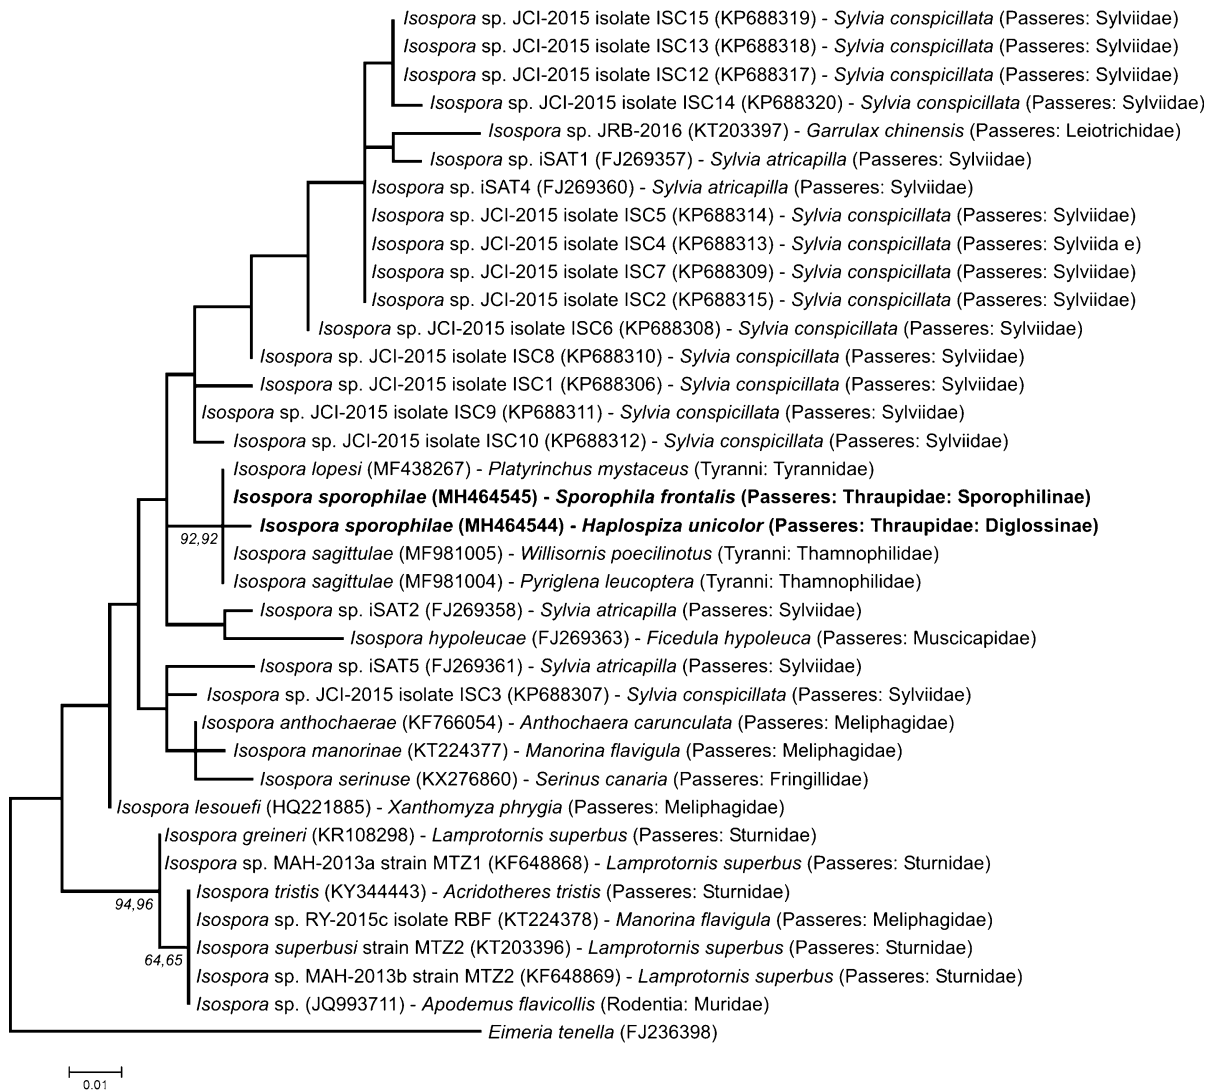 Isospora sp. JCI-2015 isolate ISC15 (KP688319) - Sylvia conspicillata (Passeres: Sylviidae)
Isospora sp. JCI-2015 isolate ISC13 (KP688318) - Sylvia conspicillata (Passeres: Sylviidae)
Isospora sp. JCI-2015 isolate ISC12 (KP688317) - Sylvia conspicillata (Passeres: Sylviidae)
Isospora sp. JCI-2015 isolate ISC14 (KP688320) - Sylvia conspicillata (Passeres: Sylviidae)
Isospora sp. JRB-2016 (KT203397) - Garrulax chinensis (Passeres: Leiotrichidae)
Isospora sp. iSAT1 (FJ269357) - Sylvia atricapilla (Passeres: Sylviidae)
Isospora sp. iSAT4 (FJ269360) - Sylvia atricapilla (Passeres: Sylviidae)
Isospora sp. JCI-2015 isolate ISC5 (KP688314) - Sylvia conspicillata (Passeres: Sylviidae)
Isospora sp. JCI-2015 isolate ISC4 (KP688313) - Sylvia conspicillata (Passeres: Sylviida e)
Isospora sp. JCI-2015 isolate ISC7 (KP688309) - Sylvia conspicillata (Passeres: Sylviidae)
Isospora sp. JCI-2015 isolate ISC2 (KP688315) - Sylvia conspicillata (Passeres: Sylviidae)
Isospora sp. JCI-2015 isolate ISC6 (KP688308) - Sylvia conspicillata (Passeres: Sylviidae)
Isospora sp. JCI-2015 isolate ISC8 (KP688310) - Sylvia conspicillata (Passeres: Sylviidae)
Isospora sp. JCI-2015 isolate ISC1 (KP688306) - Sylvia conspicillata (Passeres: Sylviidae)
Isospora sp. JCI-2015 isolate ISC9 (KP688311) - Sylvia conspicillata (Passeres: Sylviidae)
Isospora sp. JCI-2015 isolate ISC10 (KP688312) - Sylvia conspicillata (Passeres: Sylviidae)
Isospora lopesi (MF438267) - Platyrinchus mystaceus (Tyranni: Tyrannidae)
Isospora sporophilae (MH464545) - Sporophila frontalis (Passeres: Thraupidae: Sporophilinae)
Isospora sporophilae (MH464544) - Haplospiza unicolor (Passeres: Thraupidae: Diglossinae)
92,92
Isospora sagittulae (MF981005) - Willisornis poecilinotus (Tyranni: Thamnophilidae)
Isospora sagittulae (MF981004) - Pyriglena leucoptera (Tyranni: Thamnophilidae)
Isospora sp. iSAT2 (FJ269358) - Sylvia atricapilla (Passeres: Sylviidae)
Isospora hypoleucae (FJ269363) - Ficedula hypoleuca (Passeres: Muscicapidae)
Isospora sp. iSAT5 (FJ269361) - Sylvia atricapilla (Passeres: Sylviidae)
Isospora sp. JCI-2015 isolate ISC3 (KP688307) - Sylvia conspicillata (Passeres: Sylviidae)
Isospora anthochaerae (KF766054) - Anthochaera carunculata (Passeres: Meliphagidae)
Isospora manorinae (KT224377) - Manorina flavigula (Passeres: Meliphagidae)
Isospora serinuse (KX276860) - Serinus canaria (Passeres: Fringillidae)
Isospora lesouefi (HQ221885) - Xanthomyza phrygia (Passeres: Meliphagidae)
Isospora greineri (KR108298) - Lamprotornis superbus (Passeres: Sturnidae)
Isospora sp. MAH-2013a strain MTZ1 (KF648868) - Lamprotornis superbus (Passeres: Sturnidae)
Isospora tristis (KY344443) - Acridotheres tristis (Passeres: Sturnidae)
94,96
Isospora sp. RY-2015c isolate RBF (KT224378) - Manorina flavigula (Passeres: Meliphagidae)
Isospora superbusi strain MTZ2 (KT203396) - Lamprotornis superbus (Passeres: Sturnidae)
64,65
Isospora sp. MAH-2013b strain MTZ2 (KF648869) - Lamprotornis superbus (Passeres: Sturnidae)
Isospora sp. (JQ993711) - Apodemus flavicollis (Rodentia: Muridae)
Eimeria tenella (FJ236398)
0.01